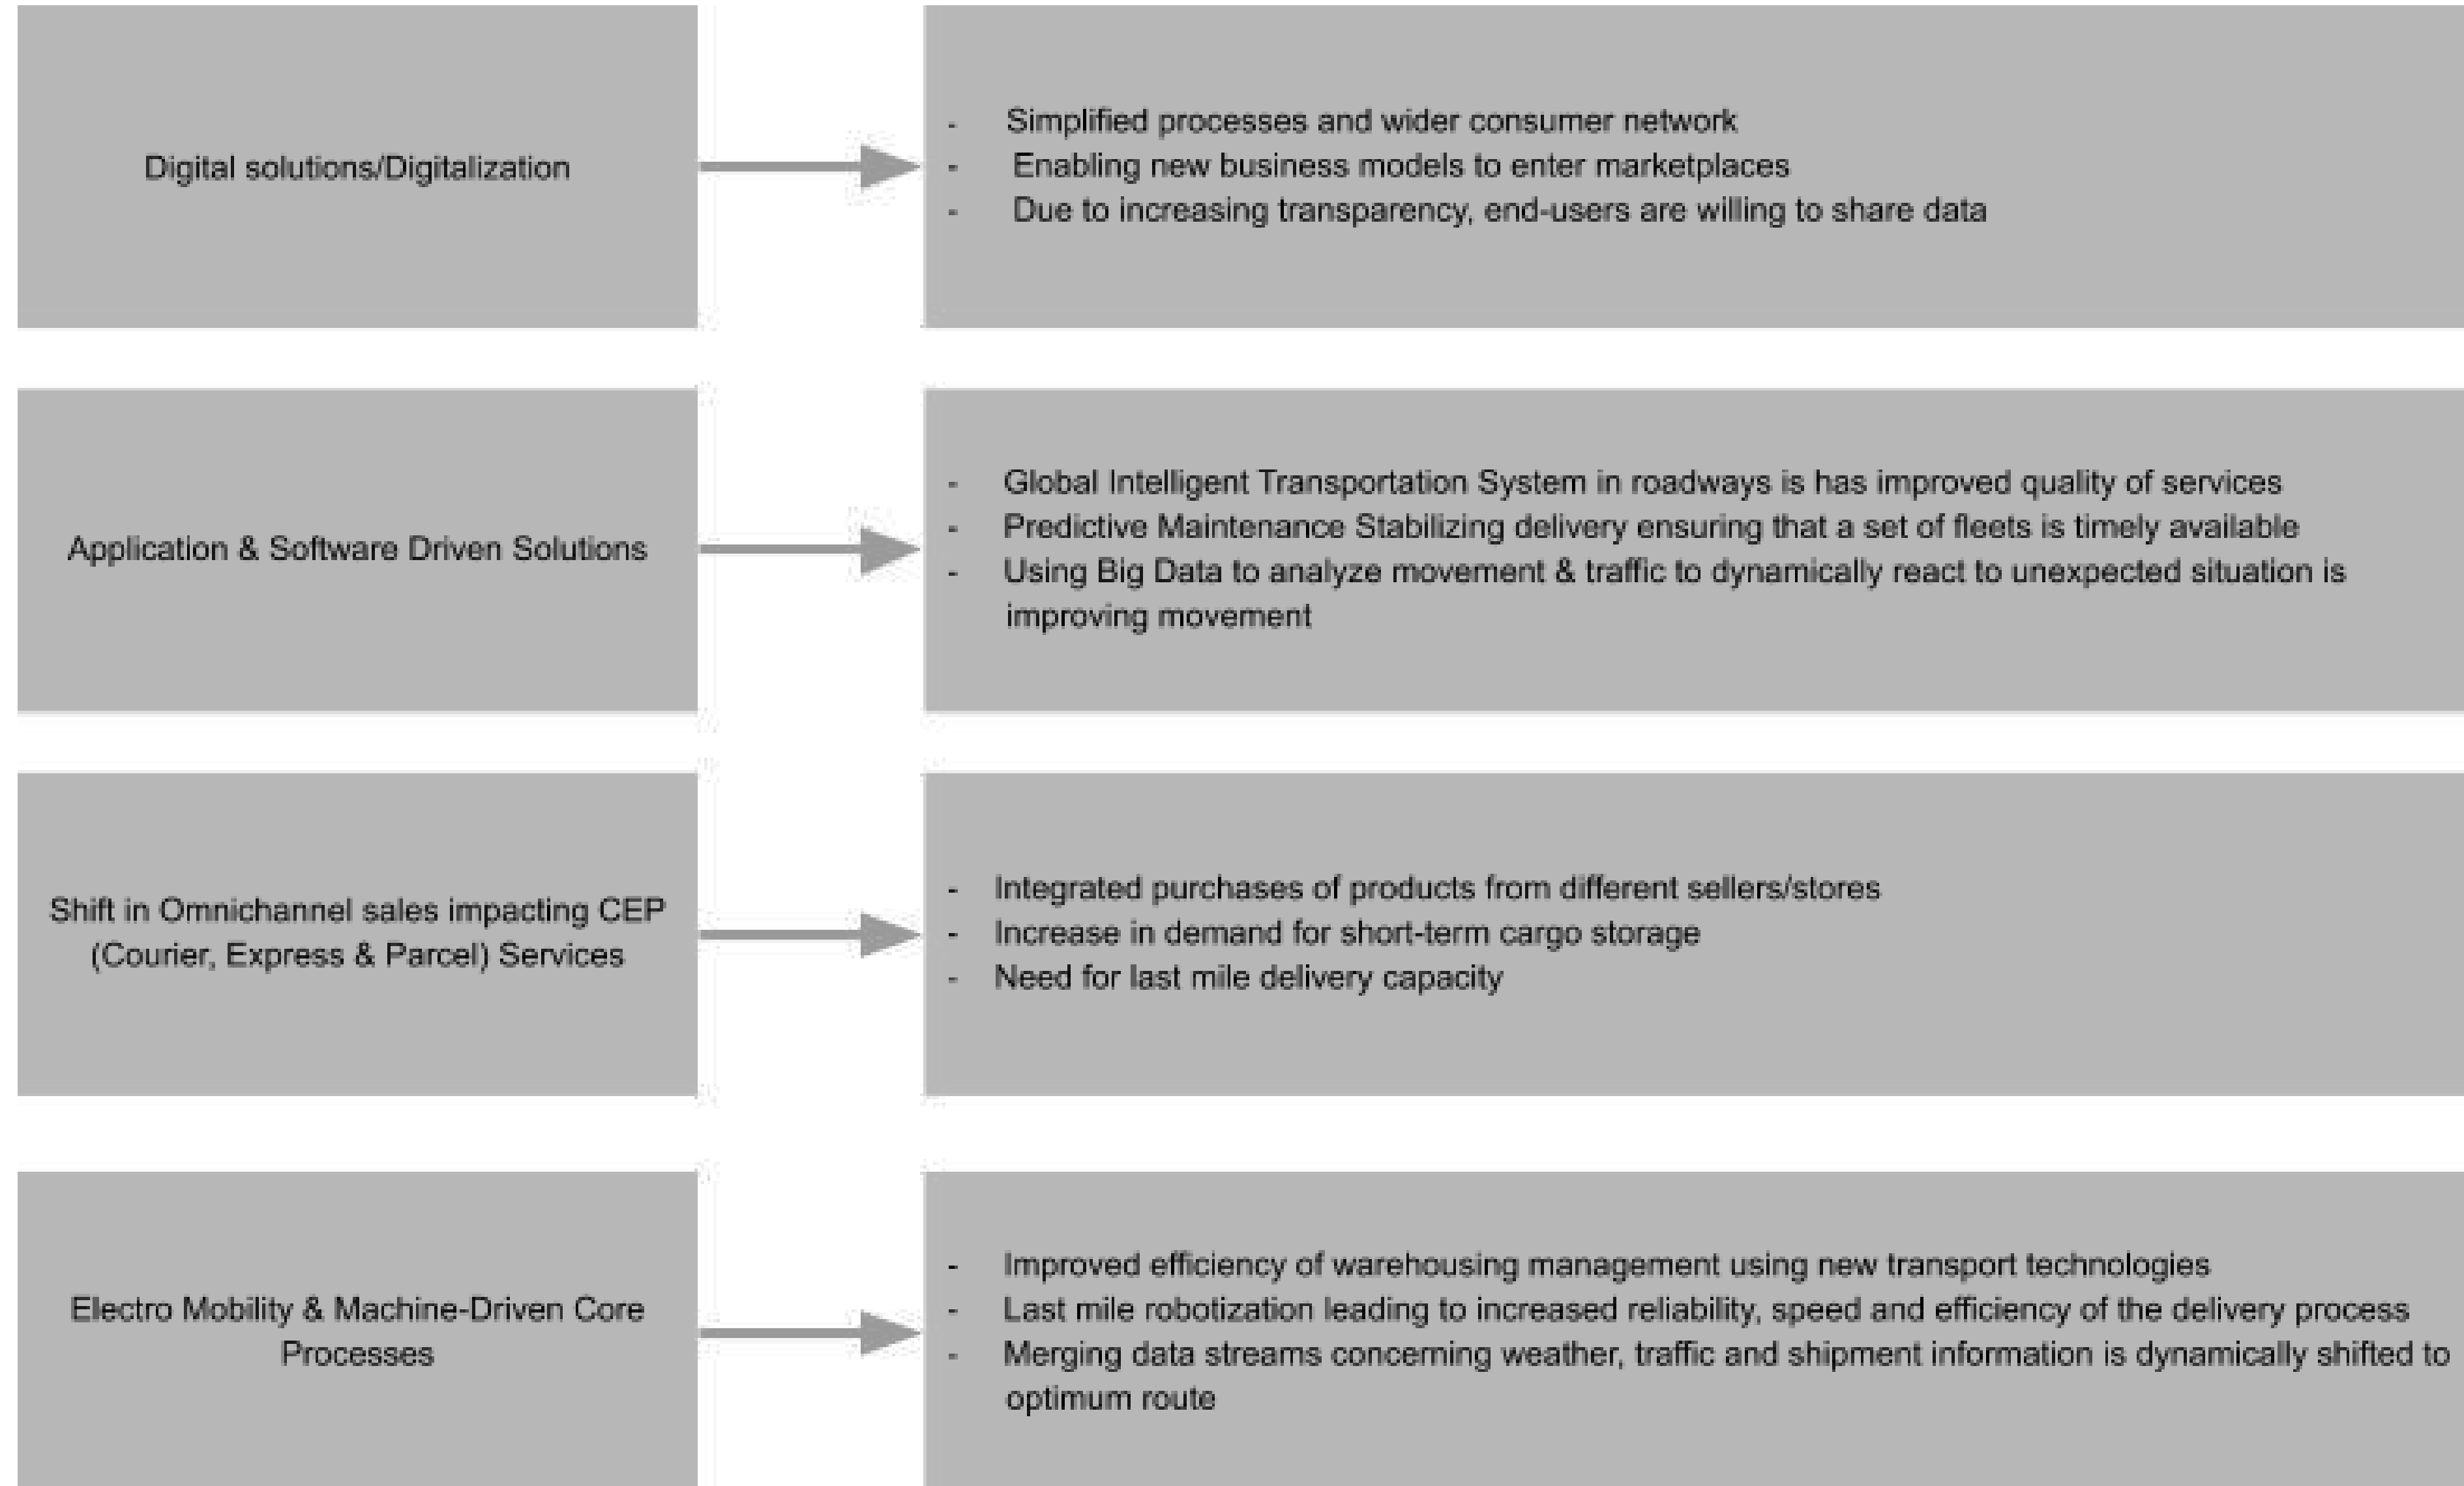 Digital solutions/Digitalization
- Simplified processes and wider consumer network
- Enabling new business models to enter marketplaces
- Due to increasing transparency, end-users are willing to share data
Application & Software Driven Solutions
- Global Intelligent Transportation System in roadways is has improved quality of services
- Predictive Maintenance Stabilizing delivery ensuring that a set of fleets is timely available
- Using Big Data to analyze movement & traffic to dynamically react to unexpected situation is
improving movement
Shift in Omnichannel sales impacting CEP
(Courier, Express & Parcel) Services
- Integrated purchases of products from different sellers/stores
- Increase in demand for short-term cargo storage
- Need for last mile delivery capacity
Electro Mobility & Machine-Driven Core
Processes
- Improved efficiency of warehousing management using new transport technologies
- Last mile robotization leading to increased reliability, speed and efficiency of the delivery process
- Merging data streams concerning weather, traffic and shipment information is dynamically shifted to
optimum route